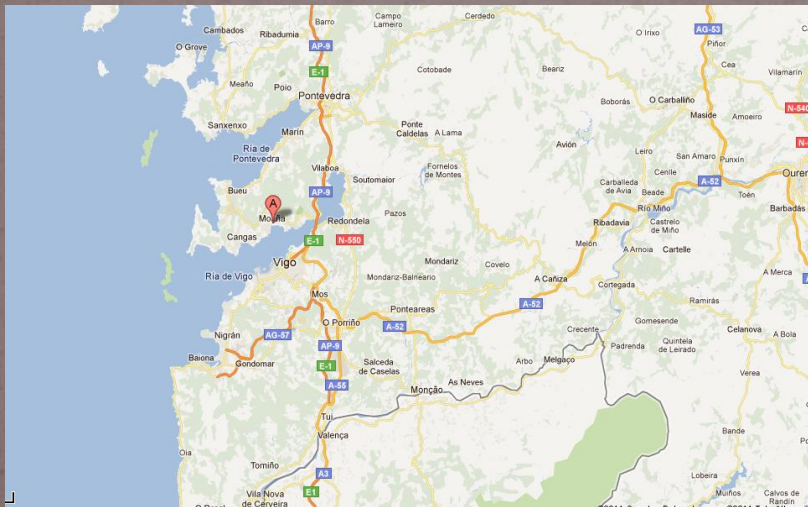 Campo
Lameiro
Cerdedo
Barro
Cambados
Ribadumia
O Irixo
AG-53
Piñor
O Grove
AP-9
Cea
Cotobade
Beariz
Vilamarín
E-1
Meaño
Poio
Pontevedra
Boborás
O Carballiño
Maside
Amoeiro
Sanxenxo
Marín
Ponte
Caldelas
A Lama
Avión
Ría de
Pontevedra
Leiro
San Amaro
Punxín
Vilaboa
Fornelos
de Montes
Cenlle
Soutomaior
Carballeda
de Avia
Beade
A-52
Toén
Bueu
AP-9
A
Pazos
Río Miño
Barbadás
Redondela
Ribadavia
Castrelo
de Miño
Cangas
E-1
N-550
Melón
A Arnoia
Cartelle
Vigo
Mondariz
Covelo
Ría de Vigo
Mondariz-Balneario
A Cañiza
Cortegada
A Merca
Mos
Ponteareas
A-52
Ramirás
O Porriño
A-52
Gomesende
Celanova
A Bola
Nigrán
AG-57
Crecente
Padrenda
Quintela
de Leirado
AP-9
Baiona
Gondomar
E-1
Salceda
de Caselas
Arbo
Melgaço
Verea
A-55
As Neves
Monção
Tui
Valença
Bande
Oia
Tomiño
A3
Lobeira
E1
Vila Nova
de Cerveira
Muíños
Calvos de
Randín